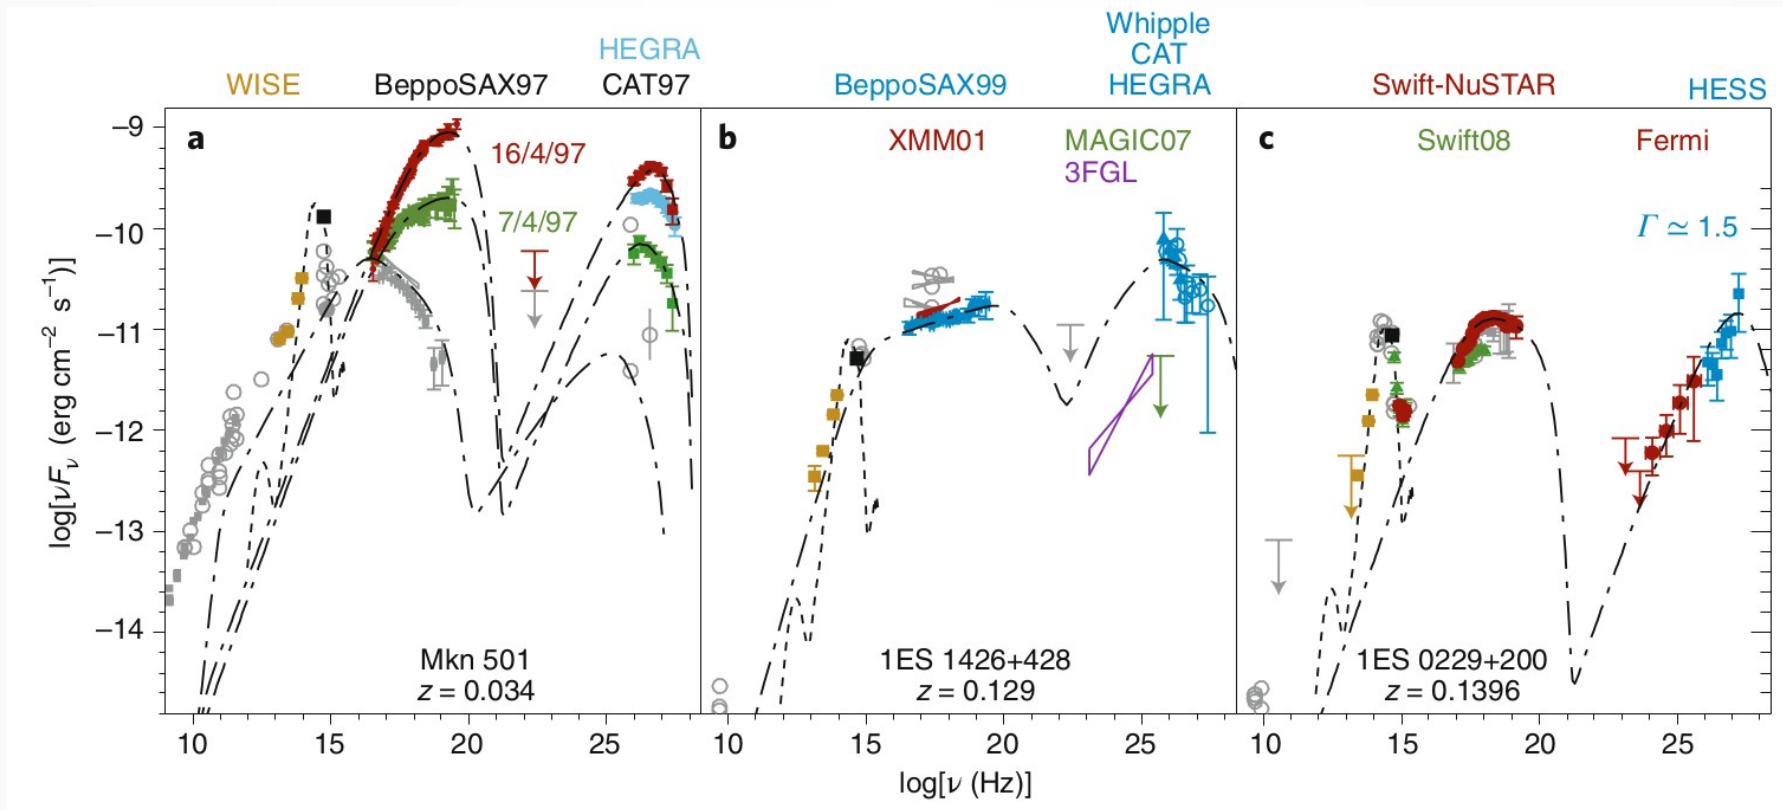 WISE
BeppoSAX97
HEGRA
CAT97
BeppoSAX99
Whipple
CAT
HEGRA
Swift-NuSTAR
HESS
a
16/4/97
7/4/97
b
XMM01
MAGIC07
3FGL
c
Swift08
Fermi
Γ ≃ 1.5
−9
−10
−11
−12
−13
−14
log[νFν (erg cm−2 s−1)]
Mkn 501
z = 0.034
1ES 1426+428
z = 0.129
1ES 0229+200
z = 0.1396
10 15 20 25
10 15 20 25
10 15 20 25
log[ν (Hz)]